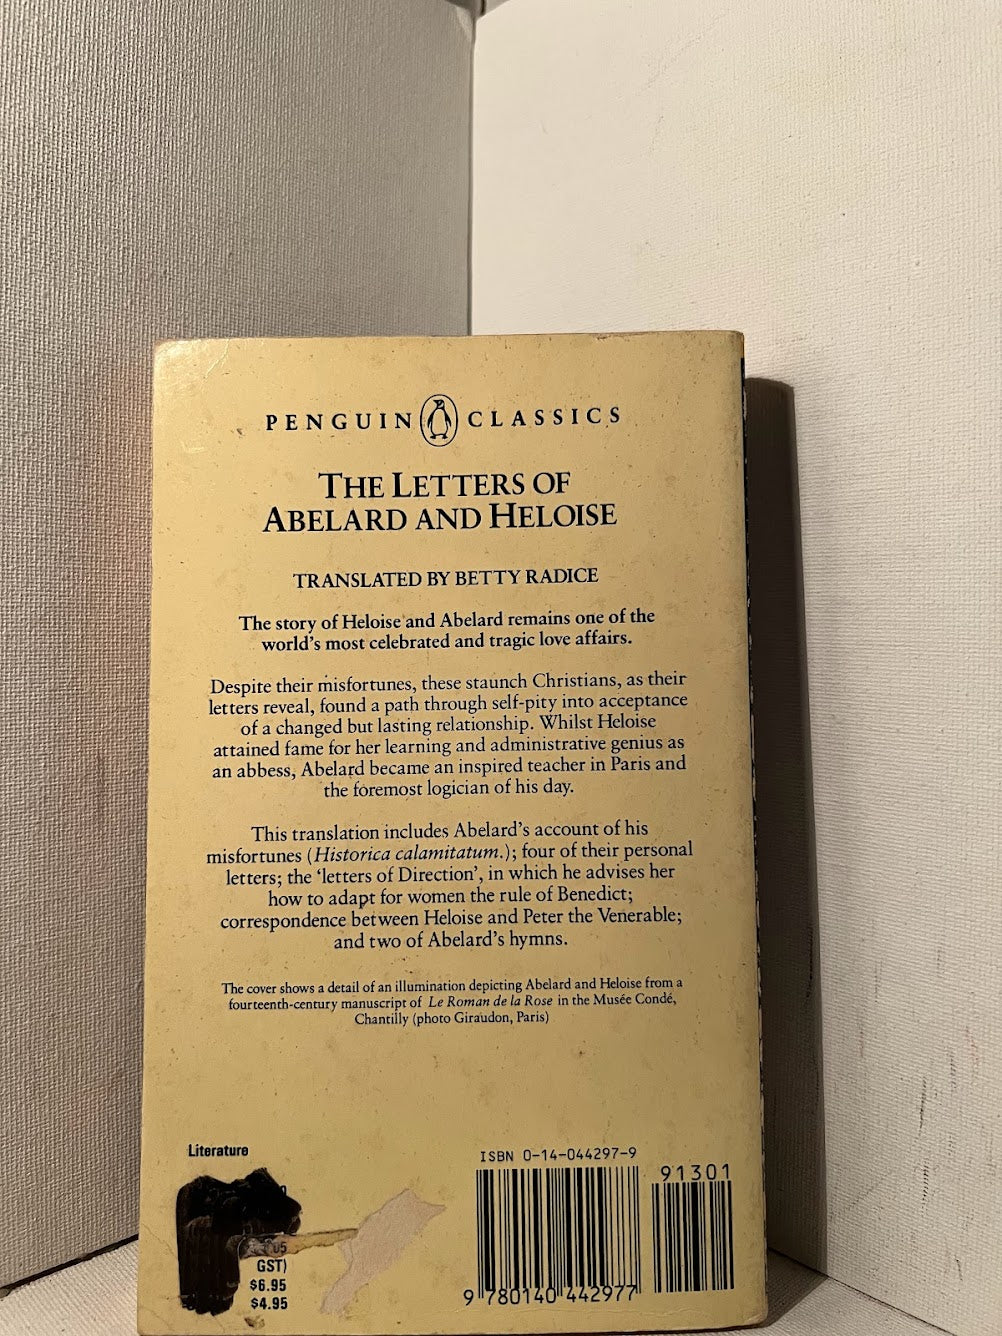 PENGUIN CLASSICS
THE LETTERS OF
ABELARD AND HELOISE
TRANSLATED BY BETTY RADICE
The story of Heloise and Abelard remains one of the
world's most celebrated and tragic love affairs.
Despite their misfortunes, these staunch Christians, as their
letters reveal, found a path through self-pity into acceptance
of a changed but lasting relationship. Whilst Heloise
attained fame for her learning and administrative genius as
an abbess, Abelard became an inspired teacher in Paris and
the foremost logician of his day.
This translation includes Abelard's account of his
misfortunes (Historica calamitatum.); four of their personal
letters; the 'letters of Direction', in which he advises her
how to adapt for women the rule of Benedict;
correspondence between Heloise and Peter the Venerable;
and two of Abelard's hymns.
The cover shows a detail of an illumination depicting Abelard and Heloise from a
fourteenth-century manuscript of Le Roman de la Rose in the Musée Condé,
Chantilly (photo Giraudon, Paris)
Literature
GST)
$6.95
$4.95
ISBN 0-14-044297-9
91301
9 780140 442977